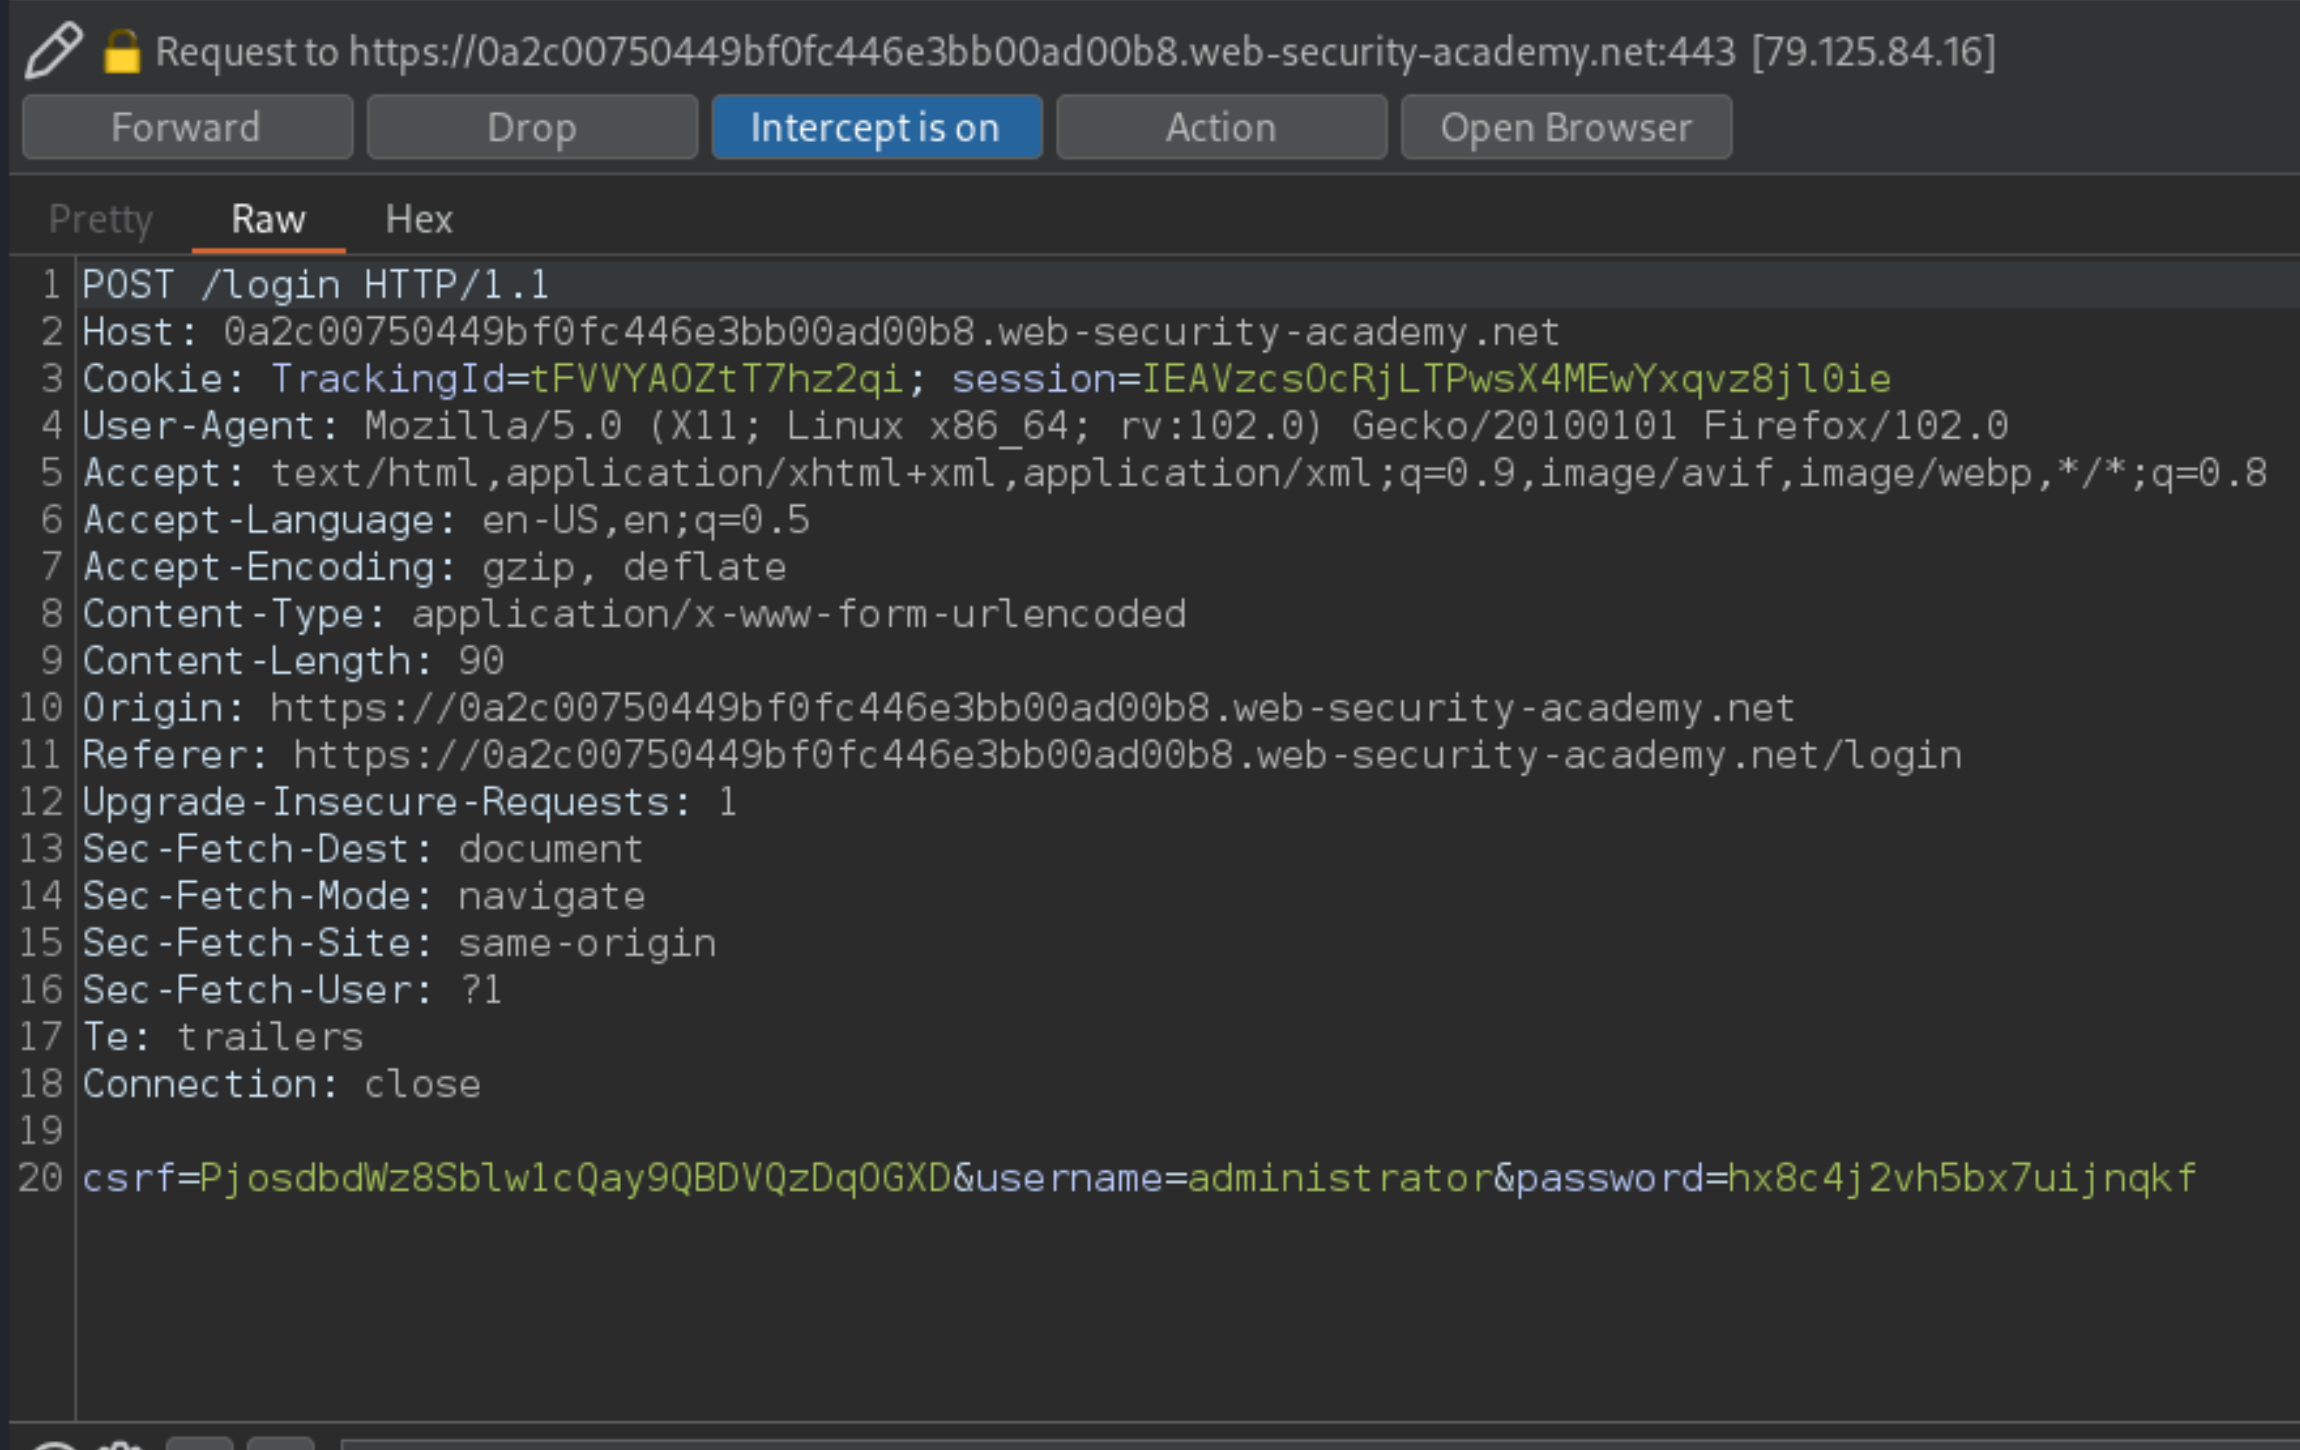 Request to https://0a2c00750449bf0fc446e3bb00ad00b8.web-security-academy.net:443 [79.125.84.16]
Forward Drop Intercept is on Action Open Browser
Pretty Raw Hex
1 POST /login HTTP/1.1
2 Host: 0a2c00750449bf0fc446e3bb00ad00b8.web-security-academy.net
3 Cookie: TrackingId=tFVVYAOZtT7hz2qi; session=IEAVzcsOcRjLTPwsX4MEwYxqvz8jl0ie
4 User-Agent: Mozilla/5.0 (X11; Linux x86_64; rv:102.0) Gecko/20100101 Firefox/102.0
5 Accept: text/html,application/xhtml+xml,application/xml;q=0.9,image/avif,image/webp,*/*;q=0.8
6 Accept-Language: en-US,en;q=0.5
7 Accept-Encoding: gzip, deflate
8 Content-Type: application/x-www-form-urlencoded
9 Content-Length: 90
10 Origin: https://0a2c00750449bf0fc446e3bb00ad00b8.web-security-academy.net
11 Referer: https://0a2c00750449bf0fc446e3bb00ad00b8.web-security-academy.net/login
12 Upgrade-Insecure-Requests: 1
13 Sec-Fetch-Dest: document
14 Sec-Fetch-Mode: navigate
15 Sec-Fetch-Site: same-origin
16 Sec-Fetch-User: ?1
17 Te: trailers
18 Connection: close
19
20 csrf=PjosdbdWz8Sblw1cQay9QBDVQzDqOGXD&username=administrator&password=hx8c4j2vh5bx7uijnqkf